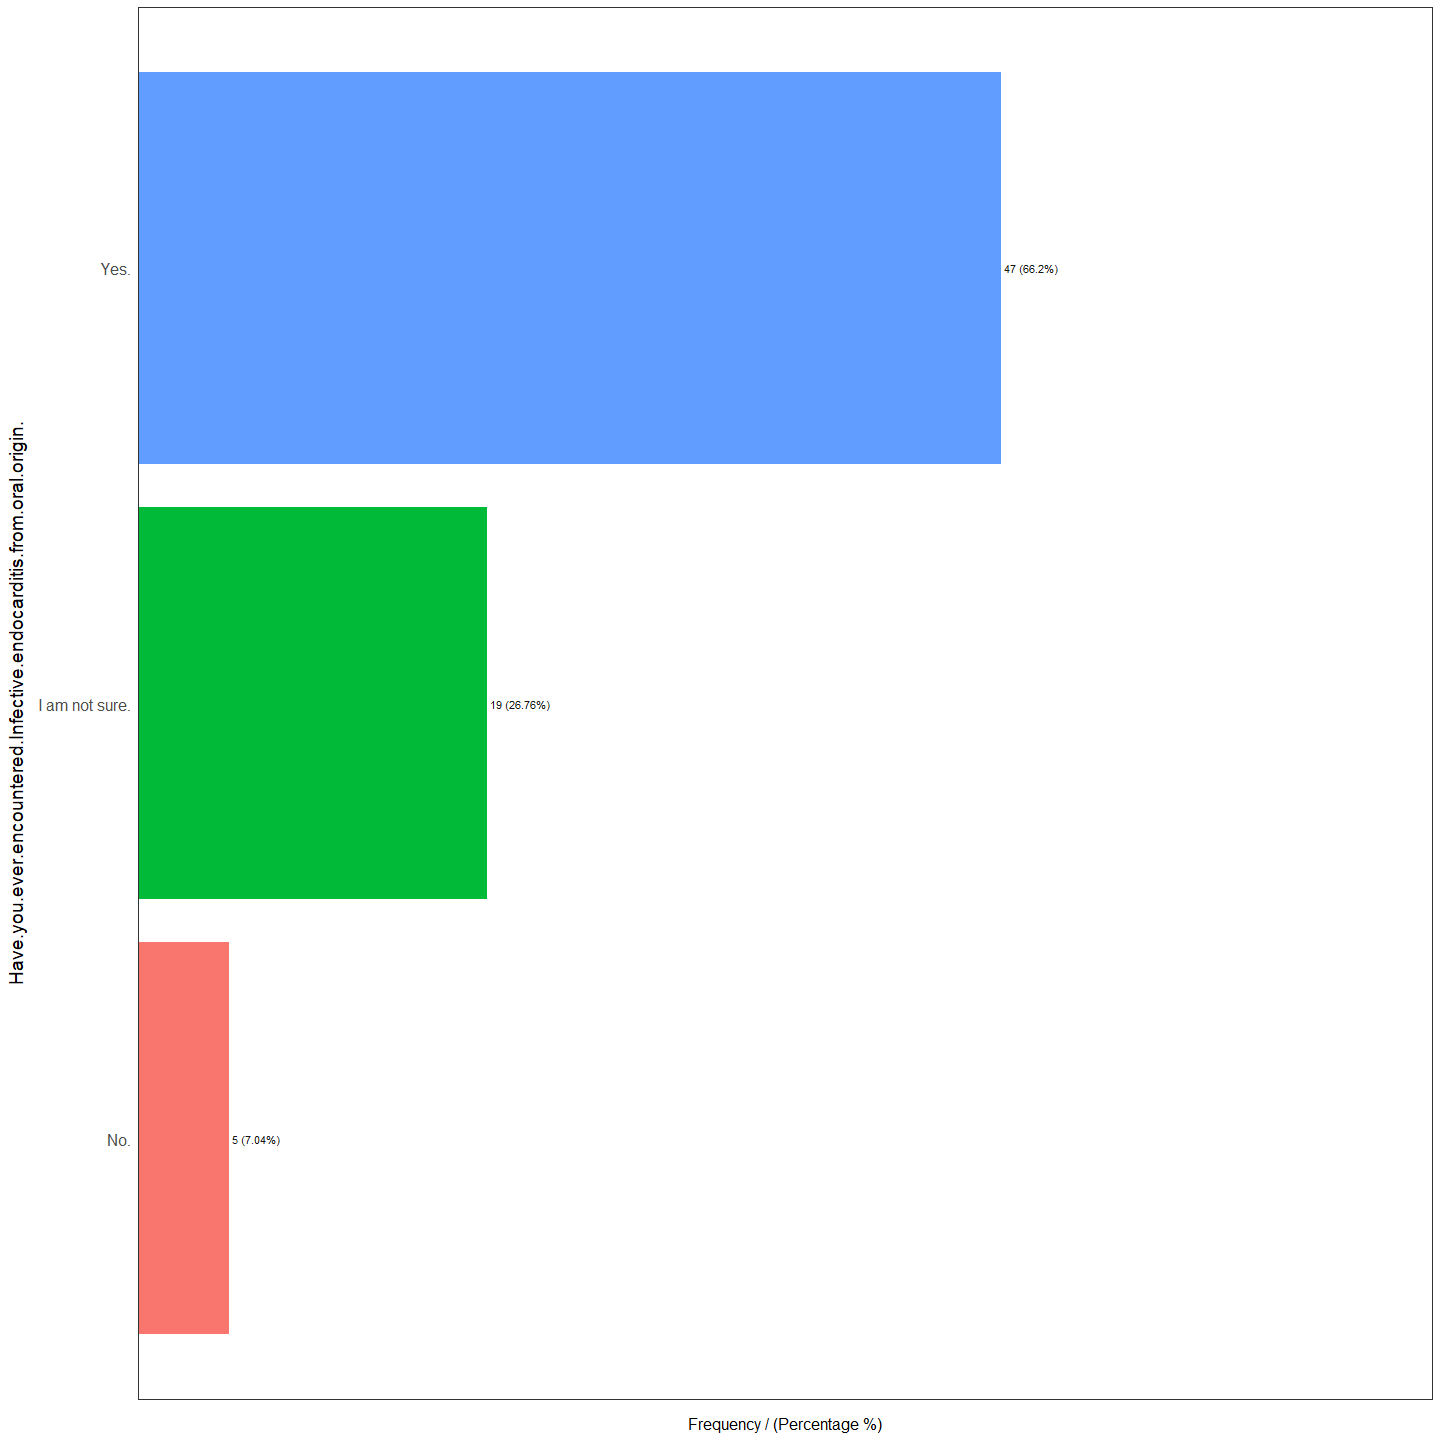 Have.you.ever.encountered.Infective.endocarditis.from.oral.origin.
Yes.
47 (66.2%)
I am not sure.
19 (26.76%)
No.
5 (7.04%)
Frequency / (Percentage %)